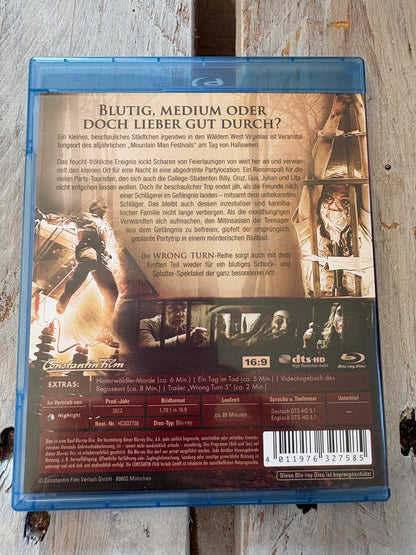 BLUTIG, MEDIUM ODER
DOCH LIEBER GUT DURCH?
Ein kleines, beschauliches Städtchen irgendwo in den Wäldern West Virginias ist Veranstal-
tungsort des alljährlichen „Mountain Man Festivals“ am Tag von Halloween.
Das feucht-fröhliche Ereignis lockt Scharen von Feierlaunigen von weit her an und verwan-
delt den kleinen Ort für eine Nacht in eine abgedrehte Partylocation. Ein Riesenspaß für die
vielen Party-Touristen, den sich auch die College-Studenten Billy, Cruz, Gus, Julian und Lita
nicht entgehen lassen wollen. Doch ihr beschaulicher Trip endet jäh, als die Freunde nach
einer Schlägerei im Gefängnis landen – mitsamt dem unbekannten
Schläger. Das bleibt auch dessen inzestuöser und kanniba-
lischer Familie nicht lange verborgen. Als die mordhungrigen
Verwandten sich aufmachen, den Mitinsassen der Teenager
aus dem Gefängnis zu befreien, gipfelt der ursprünglich
geplante Partytrip in einem mörderischen Blutbad.
Die WRONG TURN-Reihe sorgt auch mit dem
fünften Teil wieder für ein blutiges Schock- und
Splatter-Spektakel der ganz besonderen Art!
Constantin Film
16:9
dts-HD
High Resolution Audio
Blu-ray Disc
EXTRAS:
Hinterwäldler-Morde (ca. 6 Min.) | Ein Tag im Tod (ca. 5 Min.) | Videotagebuch des
Regisseurs (ca. 8 Min.) | Trailer „Wrong Turn 5“ (ca. 2 Min.)
Im Vertrieb von
Prod.-Jahr
Bildformat
Laufzeit
Sprache u. Tonformat
Untertitel
Highlight
2012
1,78:1 in 16:9
ca. 89 Minuten
Deutsch DTS-HD 5.1
Englisch DTS-HD 5.1
–
Best.-Nr.: HC032758
Disc-Typ: Blu-ray
© Constantin Film Verleih GmbH · 80802 München
4 011976 327585
Diese Blu-ray Disc ist kopiergeschützt!